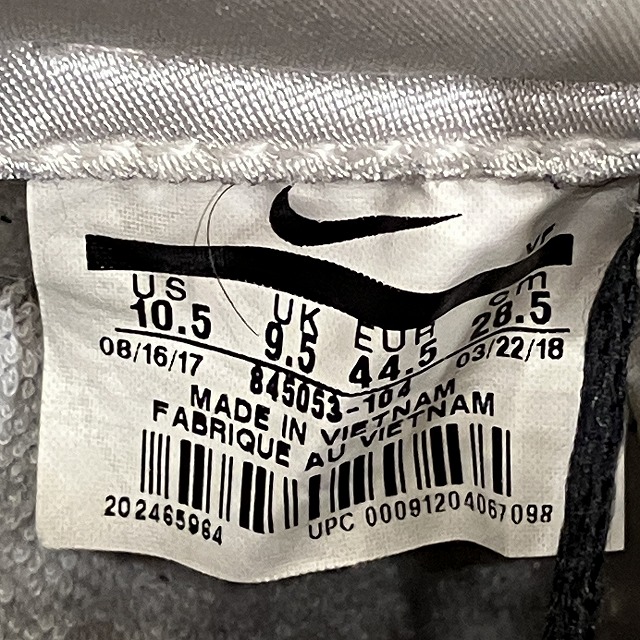 VF
US UK EUR cm
10.5 9.5 44.5 28.5
08/16/17 03/22/18
845053-104
MADE IN VIETNAM
FABRIQUE AU VIETNAM
202465964
UPC 00091204067098